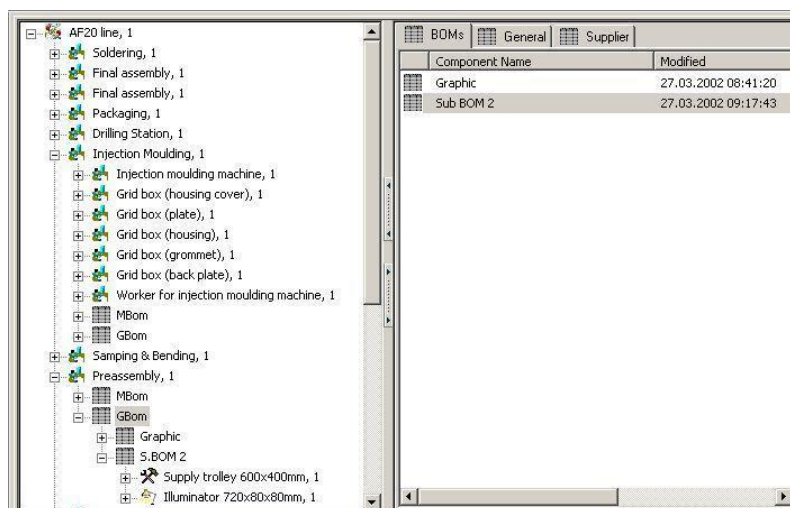 AF20 line, 1
Soldering, 1
Final assembly, 1
Final assembly, 1
Packaging, 1
Drilling Station, 1
Injection Moulding, 1
Injection moulding machine, 1
Grid box (housing cover), 1
Grid box (plate), 1
Grid box (housing), 1
Grid box (grommet), 1
Grid box (back plate), 1
Worker for injection moulding machine, 1
MBom
GBom
Samping & Bending, 1
Preassembly, 1
MBom
GBom
Graphic
S.BOM 2
Supply trolley 600x400mm, 1
Illuminator 720x80x80mm, 1
BOMs General Supplier
Component Name Modified
Graphic 27.03.2002 08:41:20
Sub BOM 2 27.03.2002 09:17:43